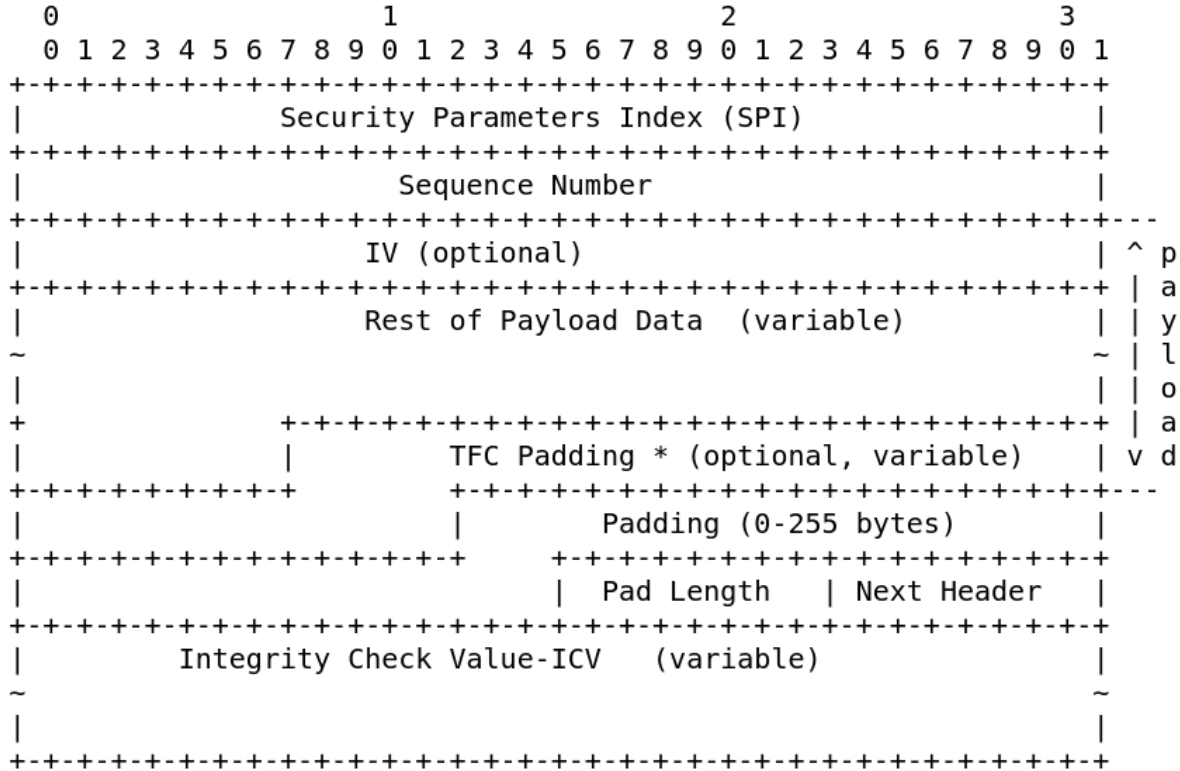 0                   1                   2                   3
  0 1 2 3 4 5 6 7 8 9 0 1 2 3 4 5 6 7 8 9 0 1 2 3 4 5 6 7 8 9 0 1
+-+-+-+-+-+-+-+-+-+-+-+-+-+-+-+-+-+-+-+-+-+-+-+-+-+-+-+-+-+-+-+-+
|               Security Parameters Index (SPI)                 |
+-+-+-+-+-+-+-+-+-+-+-+-+-+-+-+-+-+-+-+-+-+-+-+-+-+-+-+-+-+-+-+-+
|                      Sequence Number                          |
+-+-+-+-+-+-+-+-+-+-+-+-+-+-+-+-+-+-+-+-+-+-+-+-+-+-+-+-+-+-+-+-+---
|                    IV (optional)                              | ^ p
+-+-+-+-+-+-+-+-+-+-+-+-+-+-+-+-+-+-+-+-+-+-+-+-+-+-+-+-+-+-+-+-+ | a
|                    Rest of Payload Data  (variable)           | | y
~                                                               ~ | l
|                                                               | | o
+               +-+-+-+-+-+-+-+-+-+-+-+-+-+-+-+-+-+-+-+-+-+-+-+-+ | a
|               |         TFC Padding * (optional, variable)    | v d
+-+-+-+-+-+-+-+-+         +-+-+-+-+-+-+-+-+-+-+-+-+-+-+-+-+-+-+-+---
|                         |        Padding (0-255 bytes)        |
+-+-+-+-+-+-+-+-+-+-+-+-+-+     +-+-+-+-+-+-+-+-+-+-+-+-+-+-+-+-+
|                               |  Pad Length   | Next Header   |
+-+-+-+-+-+-+-+-+-+-+-+-+-+-+-+-+-+-+-+-+-+-+-+-+-+-+-+-+-+-+-+-+
|         Integrity Check Value-ICV   (variable)                |
~                                                               ~
|                                                               |
+-+-+-+-+-+-+-+-+-+-+-+-+-+-+-+-+-+-+-+-+-+-+-+-+-+-+-+-+-+-+-+-+